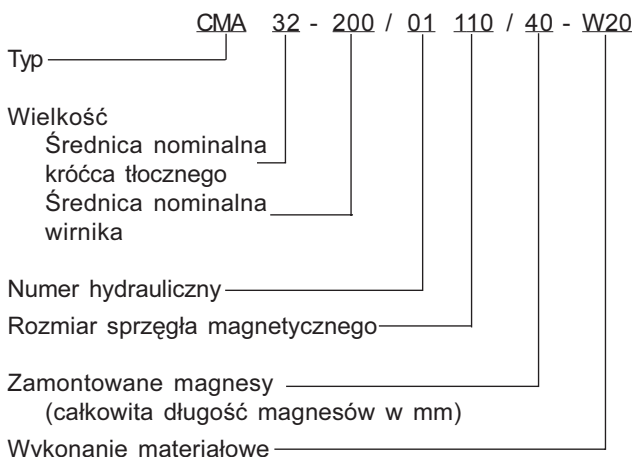 CMA 32 - 200 / 01 110 / 40 - W20
Typ
Wielkość
Średnica nominalna
króćca tłocznego
Średnica nominalna
wirnika
Numer hydrauliczny
Rozmiar sprzęgła magnetycznego
Zamontowane magnesy
(całkowita długość magnesów w mm)
Wykonanie materiałowe